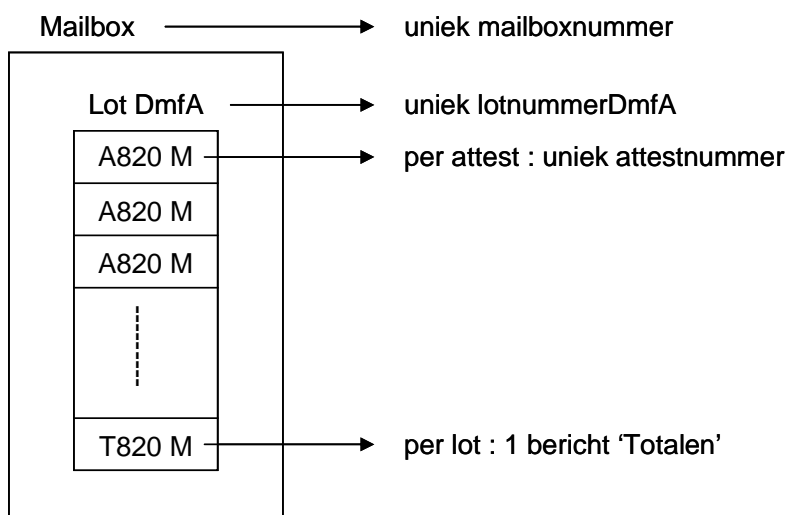 Mailbox uniek mailboxnummer
Lot DmfA uniek lotnummerDmfA
A820 M per attest : uniek attestnummer
A820 M
A820 M
T820 M per lot : 1 bericht ‘Totalen’